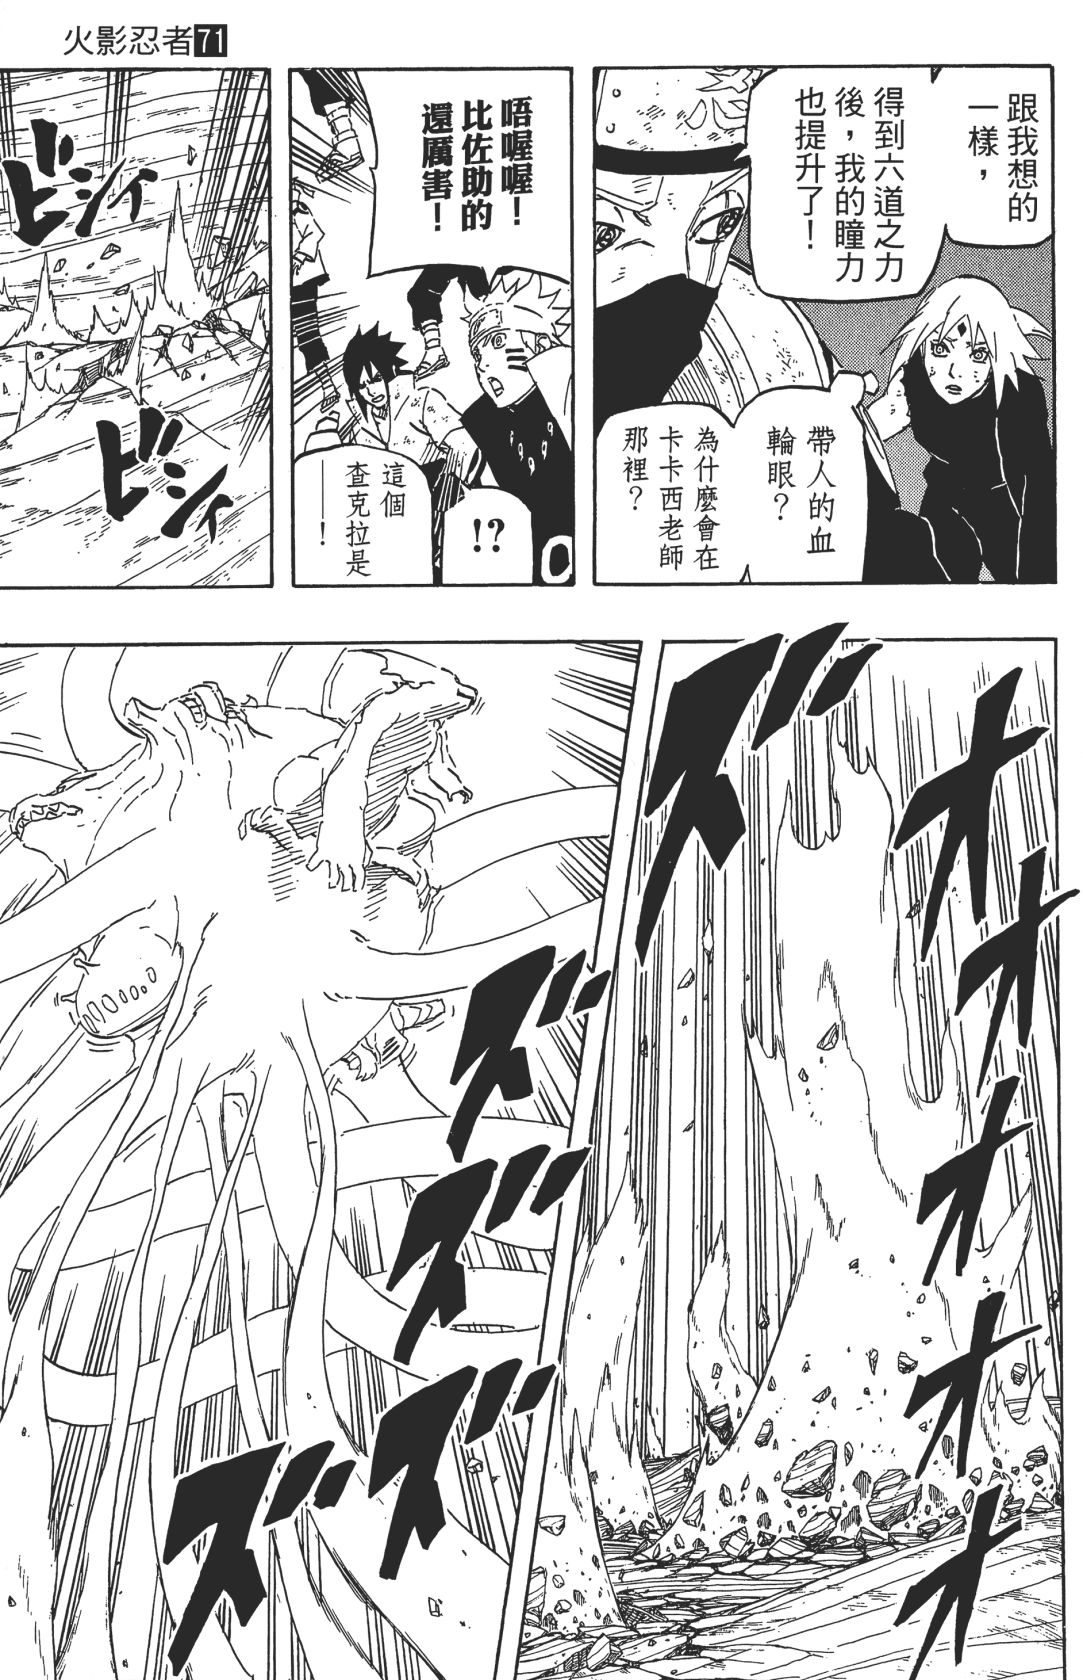 火影忍者71
跟我想的
一樣，
得到六道之力
後，我的瞳力
也提升了！
帶人的血
輪眼？
為什麼會在
卡卡西老師
那裡？
唔喔喔！
比佐助的
還厲害！
!?
這個
查克拉是
——！
ビシィ
ビシィ
オオオオオ
ズズズズズ